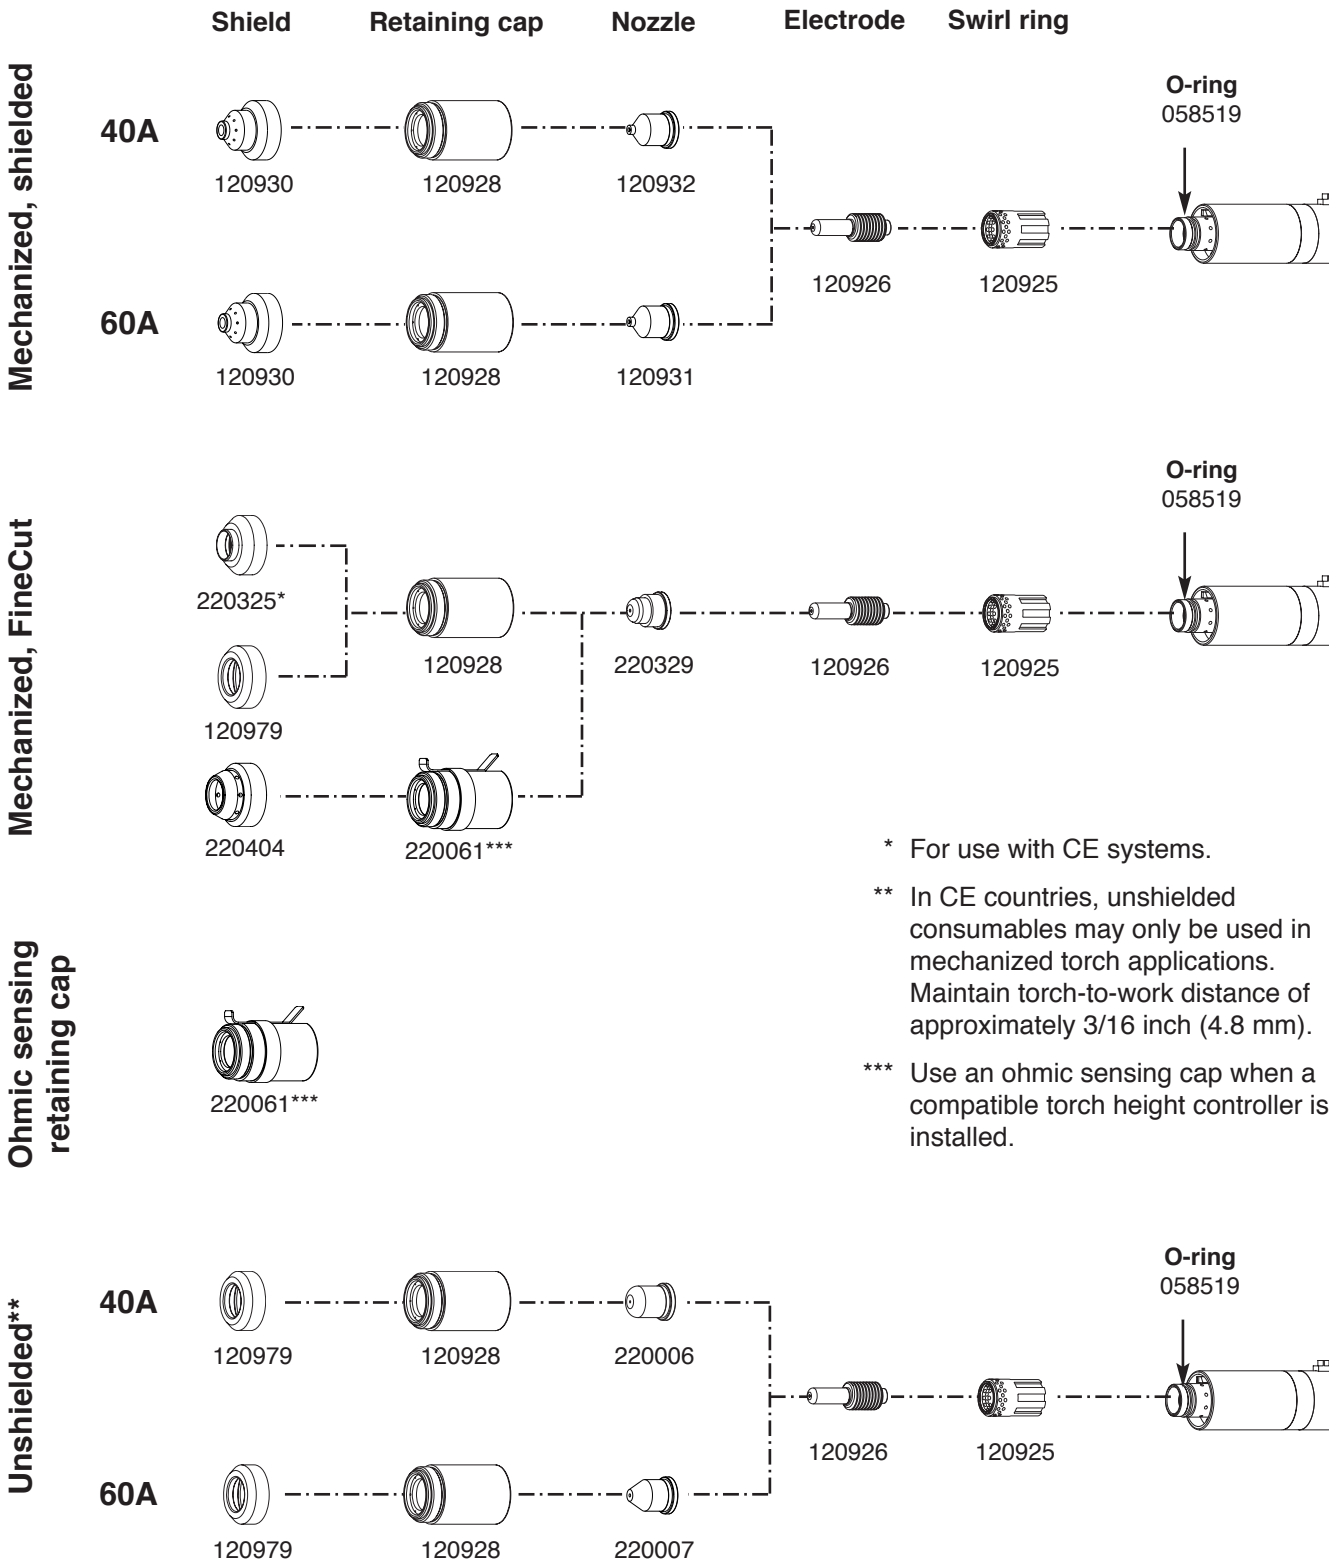 Shield Retaining cap Nozzle Electrode Swirl ring
Mechanized, shielded
O-ring
058519
40A
120930 120928 120932
120926 120925
60A
120930 120928 120931
Mechanized, FineCut
O-ring
058519
220325*
120928 220329 120926 120925
120979
220404 220061***
* For use with CE systems.
** In CE countries, unshielded
consumables may only be used in
mechanized torch applications.
Maintain torch-to-work distance of
approximately 3/16 inch (4.8 mm).
*** Use an ohmic sensing cap when a
compatible torch height controller is
installed.
Ohmic sensing
retaining cap
220061***
Unshielded**
O-ring
058519
40A
120979 120928 220006
120926 120925
60A
120979 120928 220007